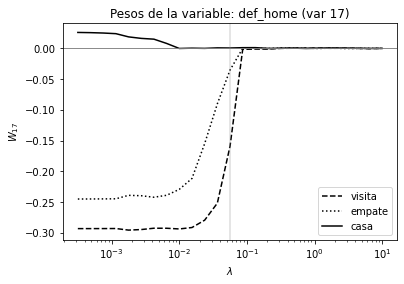 Pesos de la variable: def_home (var 17)
0.00
−0.05
−0.10
−0.15
−0.20
−0.25
−0.30
W₁₇
visita
empate
casa
10⁻³ 10⁻² 10⁻¹ 10⁰ 10¹
λ